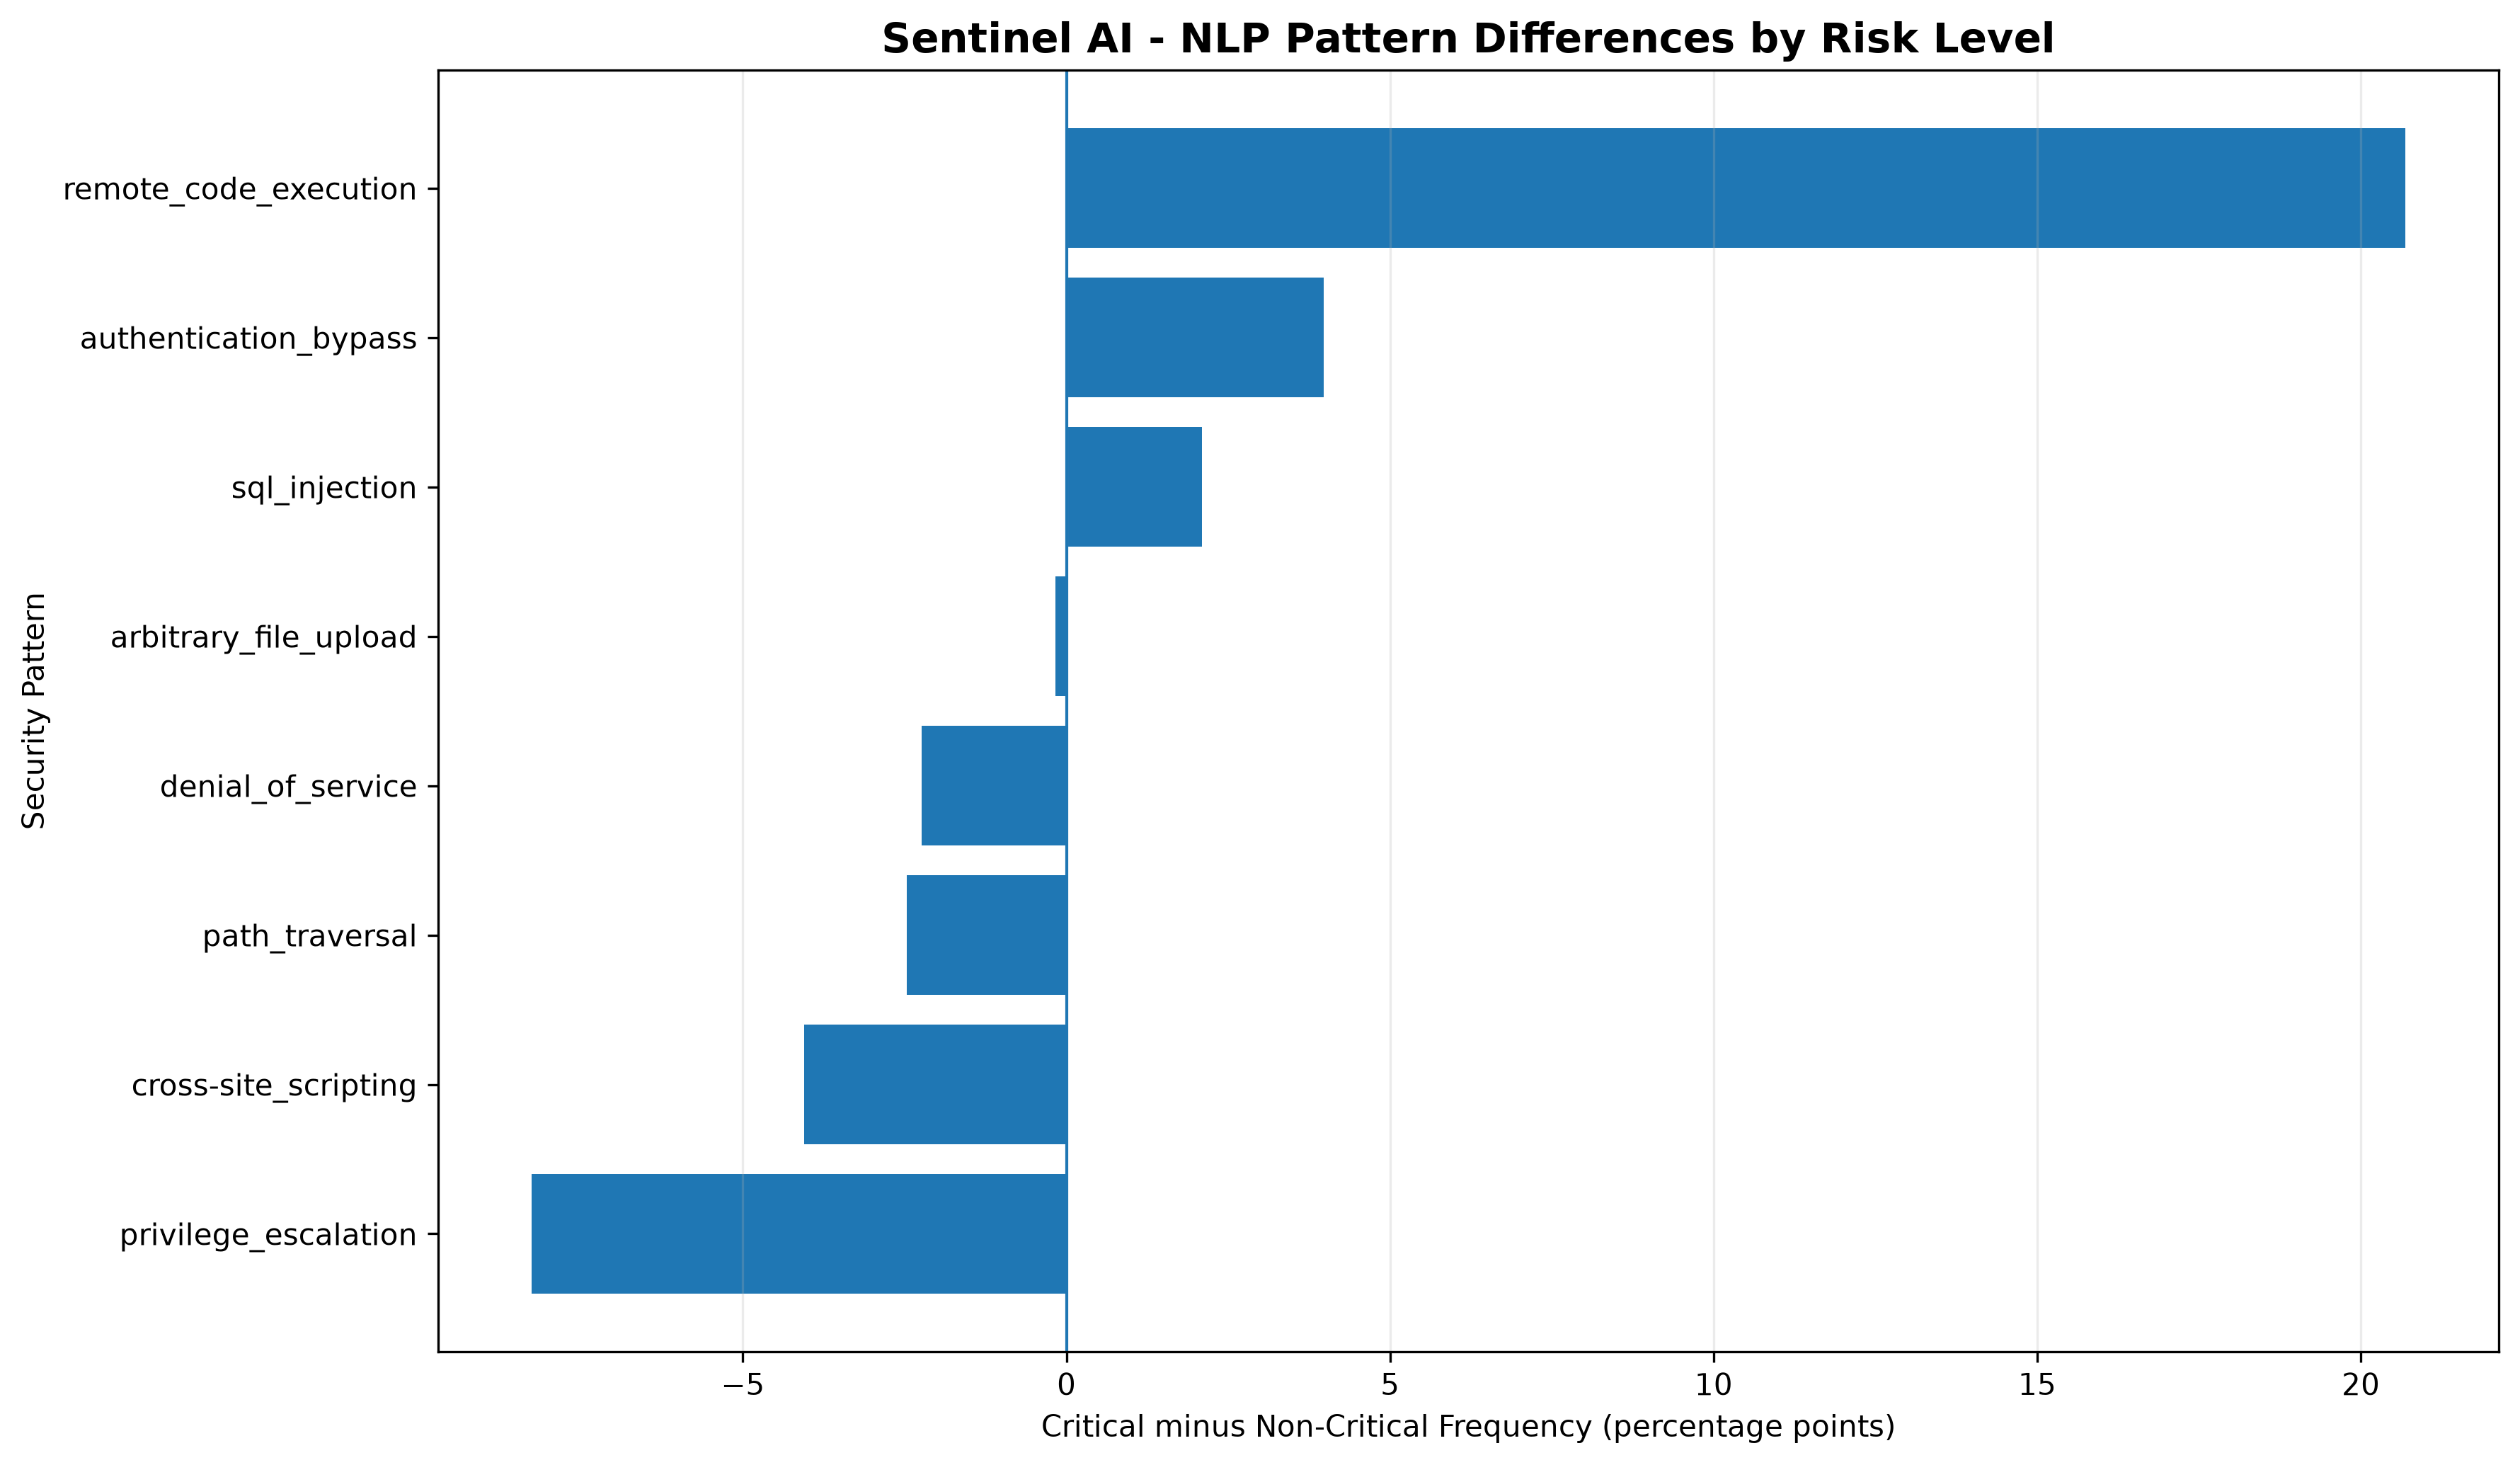 Sentinel AI - NLP Pattern Differences by Risk Level
remote_code_execution
authentication_bypass
sql_injection
arbitrary_file_upload
denial_of_service
path_traversal
cross-site_scripting
privilege_escalation
Security Pattern
−5 0 5 10 15 20
Critical minus Non-Critical Frequency (percentage points)